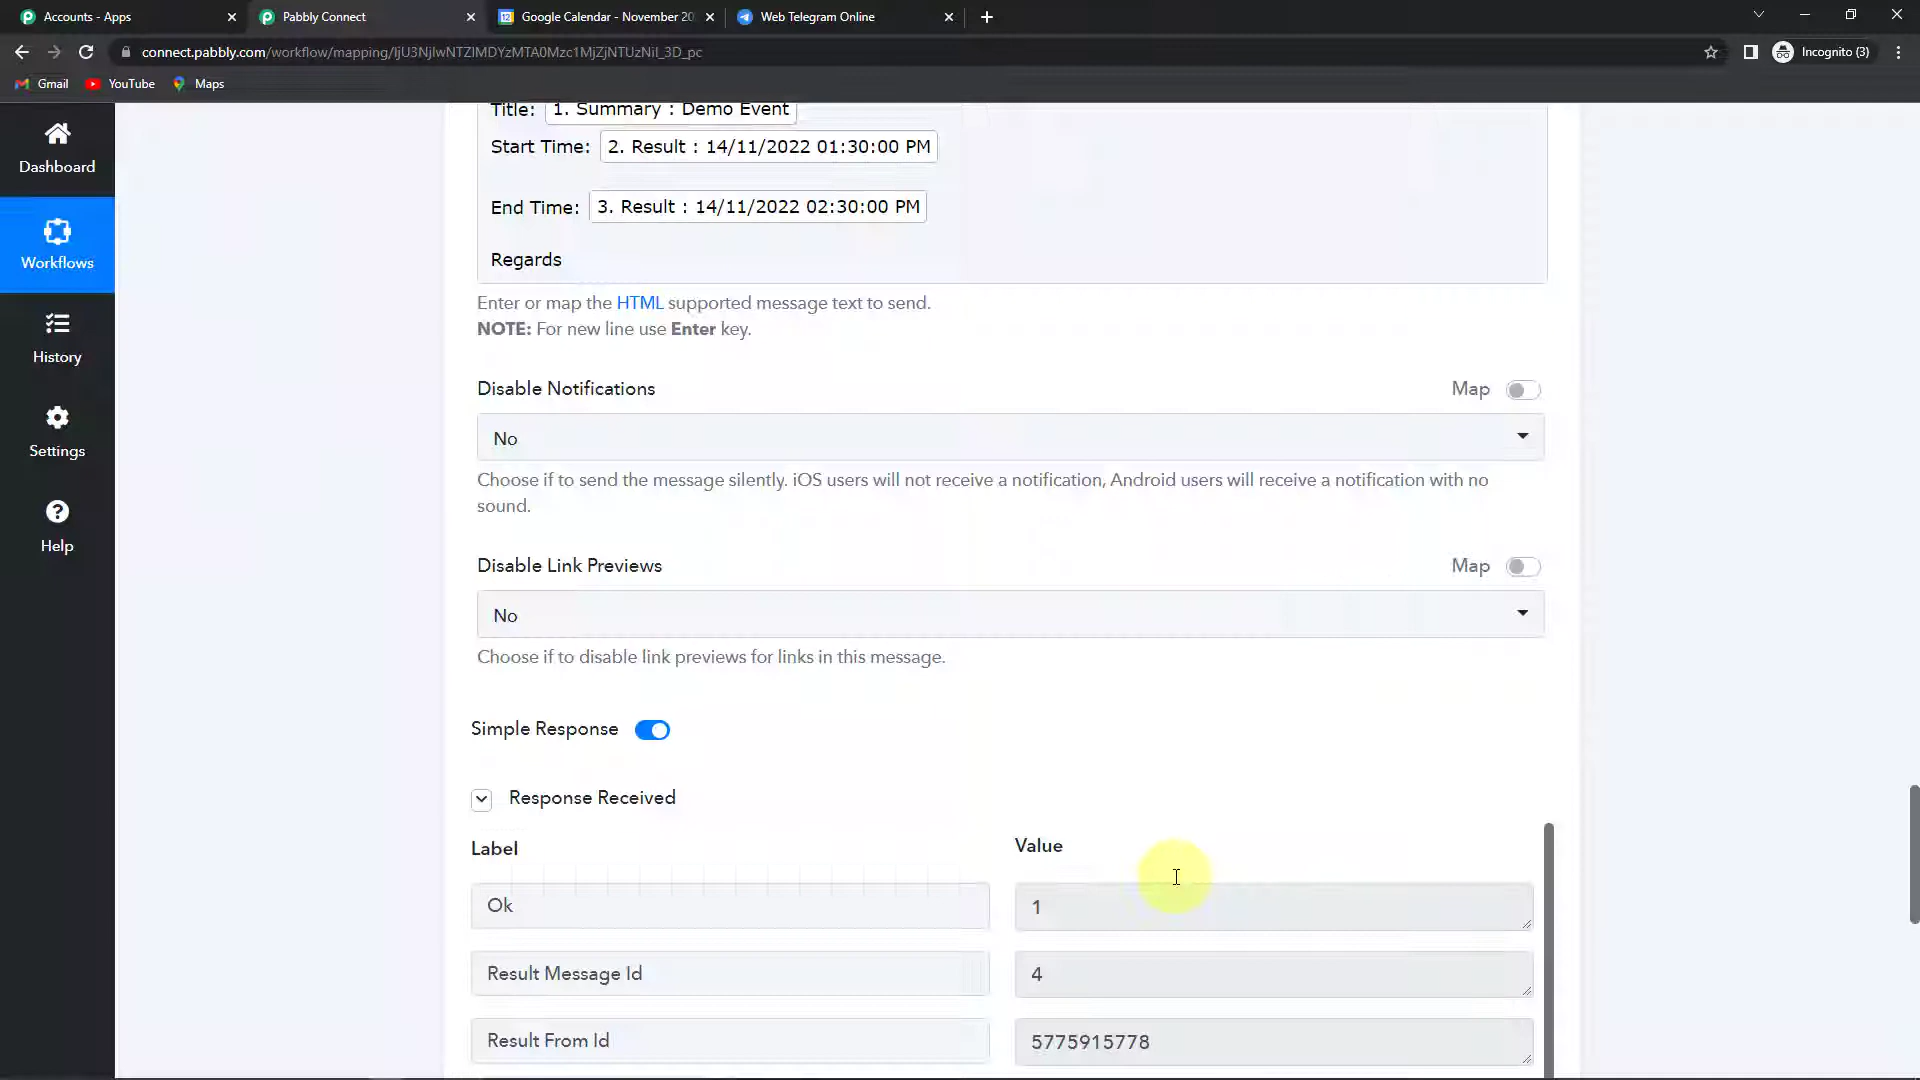 Accounts - Apps
Pabbly Connect
Google Calendar - November 20
Web Telegram Online
connect.pabbly.com/workflow/mapping/IjU3NjIwNTZlMDYzMTA0Mzc1MjZjNTUzNiI_3D_pc
Incognito (3)
Gmail
YouTube
Maps
Dashboard
Workflows
History
Settings
Help
Title: 1. Summary : Demo Event
Start Time: 2. Result : 14/11/2022 01:30:00 PM
End Time: 3. Result : 14/11/2022 02:30:00 PM
Regards
Enter or map the HTML supported message text to send.
NOTE: For new line use Enter key.
Disable Notifications
Map
No
Choose if to send the message silently. iOS users will not receive a notification, Android users will receive a notification with no
sound.
Disable Link Previews
Map
No
Choose if to disable link previews for links in this message.
Simple Response
Response Received
Label
Value
Ok
1
Result Message Id
4
Result From Id
5775915778